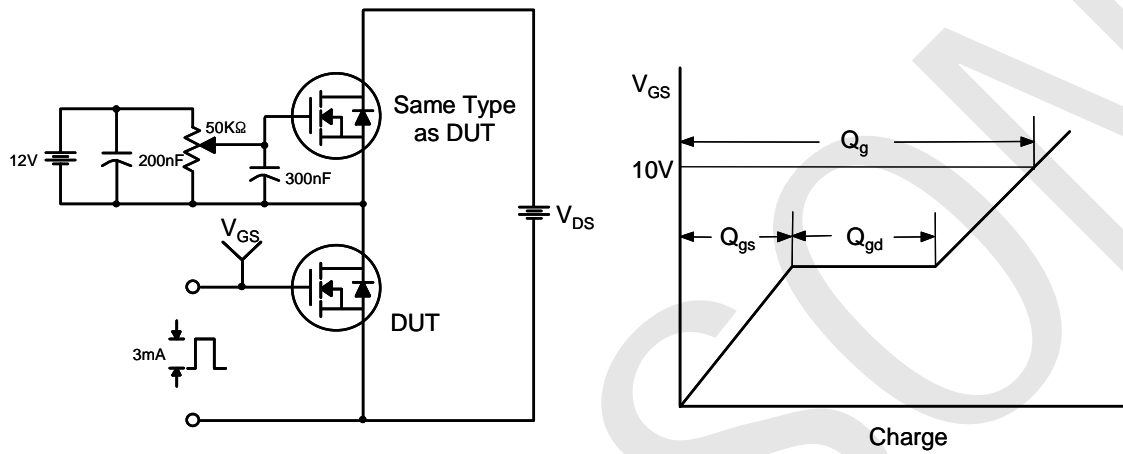 Same Type
as DUT
50KΩ
12V
200nF
300nF
V_GS
V_DS
DUT
3mA
V_GS
Q_g
10V
Q_gs
Q_gd
Charge